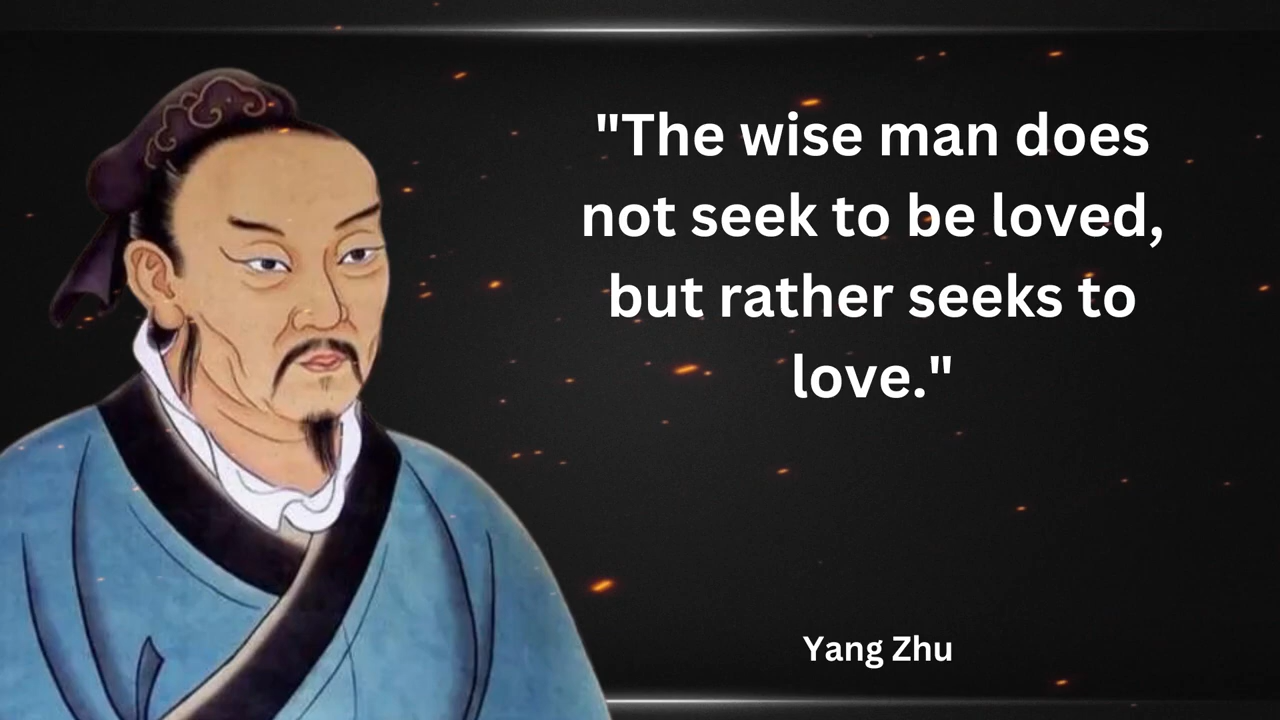 "The wise man does
not seek to be loved,
but rather seeks to
love."
Yang Zhu